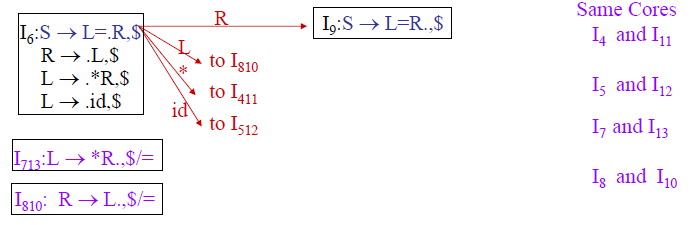 R
Same Cores
I6:S → L=.R,$
I9:S → L=R.,$
I4 and I11
R → .L,$
L
to I810
L → .*R,$
*
to I411
I5 and I12
L → .id,$
id
to I512
I7 and I13
I713:L → *R.,$/=
I8 and I10
I810: R → L.,$/=